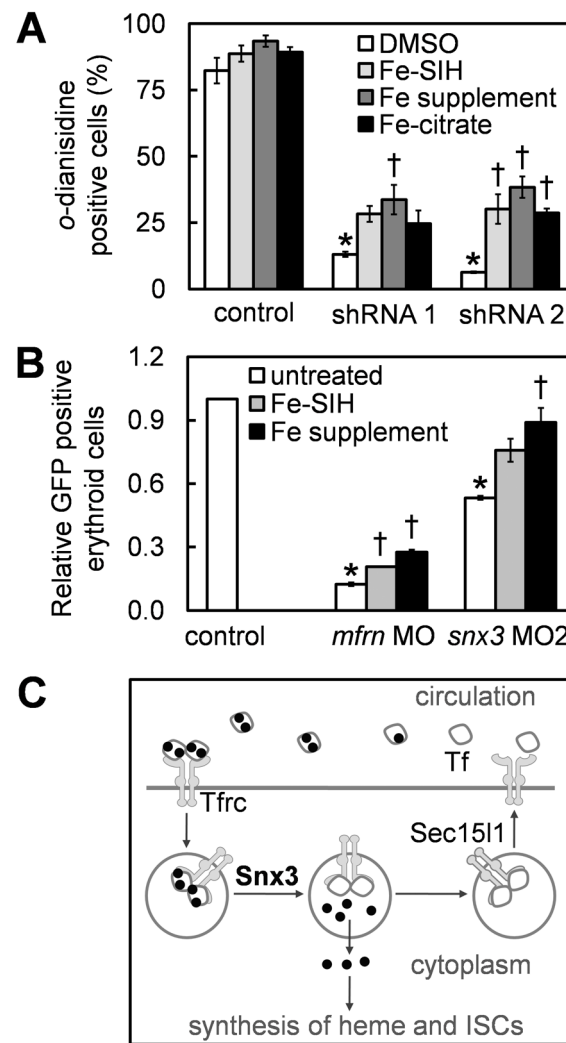 A
o-dianisidine
positive cells (%)
100
75
50
25
0
DMSO
Fe-SIH
Fe supplement
Fe-citrate
*
†
*
†
†
†
control
shRNA 1
shRNA 2
B
Relative GFP positive
erythroid cells
1.2
0.9
0.6
0.3
0.0
untreated
Fe-SIH
Fe supplement
*
†
†
*
†
control
mfrn MO
snx3 MO2
C
circulation
Tf
Tfrc
Sec15l1
Snx3
cytoplasm
synthesis of heme and ISCs